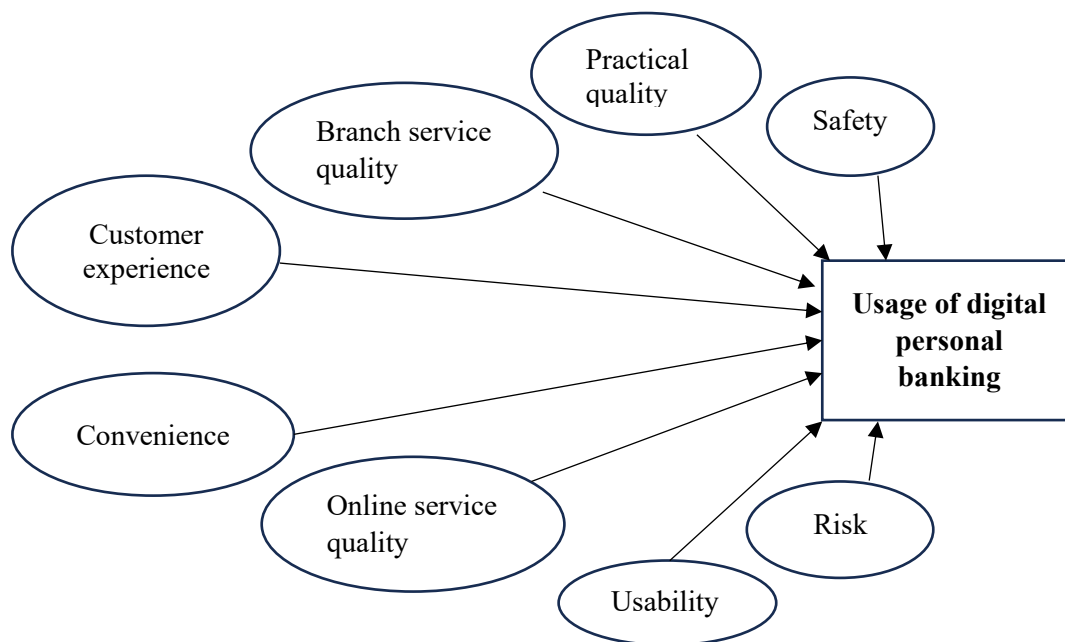 Practical
quality
Safety
Branch service
quality
Customer
experience
Usage of digital
personal
banking
Convenience
Online service
quality
Risk
Usability